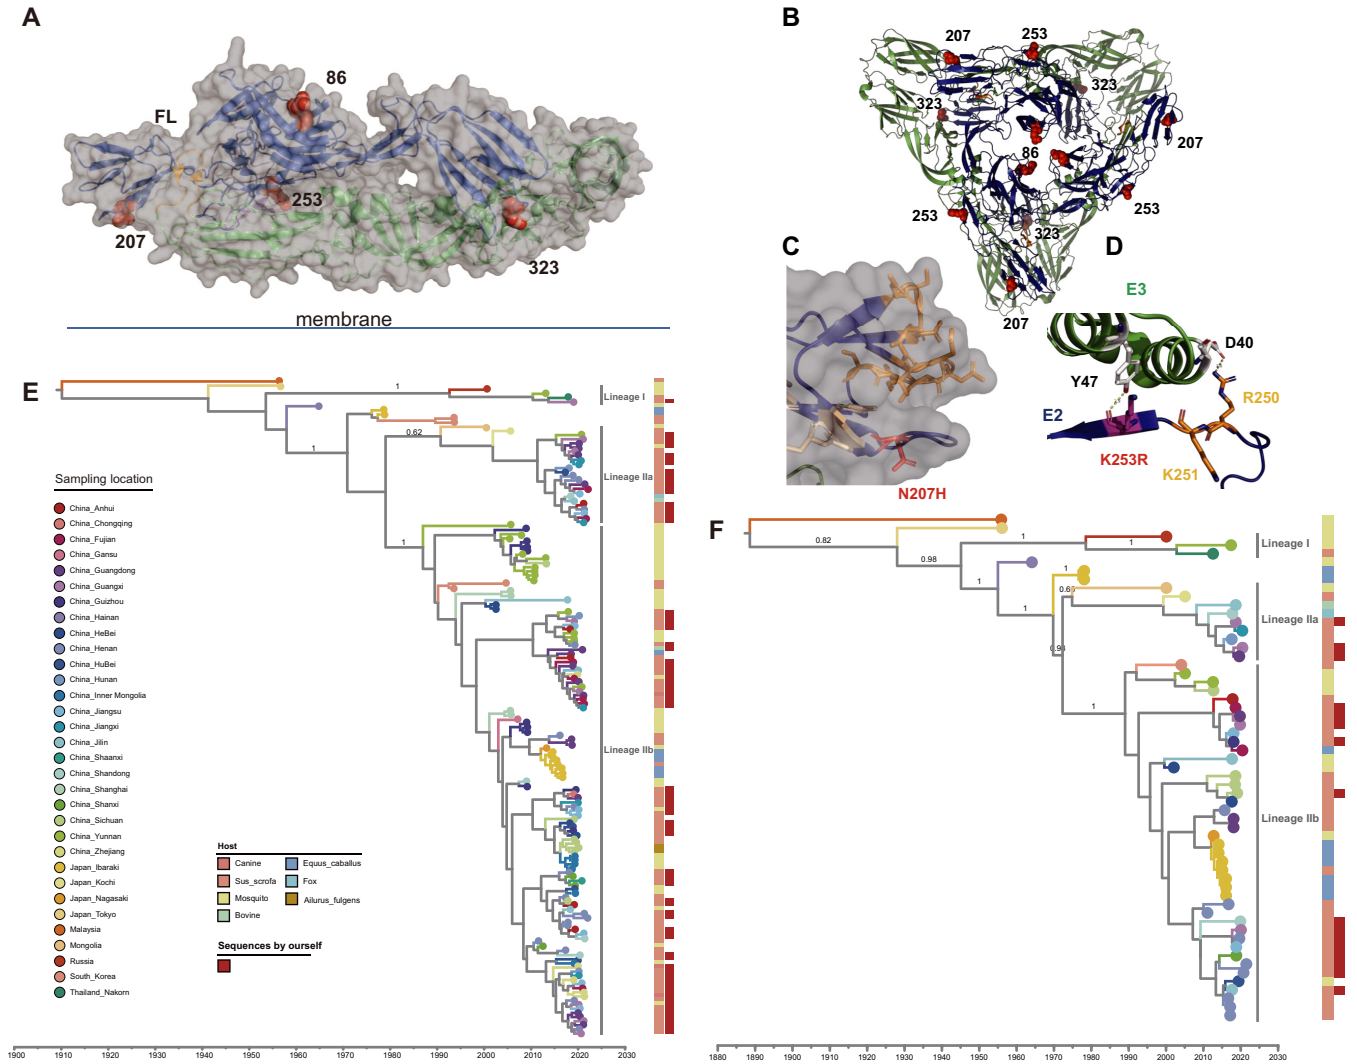 A
86
FL
253
207
323
membrane
B
207
253
323
323
86
207
253
253
323
207
C
N207H
D
E3
D40
Y47
R250
E2
K253R
K251
E
1
Lineage I
0.62
1
Lineage IIa
1
Lineage IIb
Sampling location
China_Anhui
China_Chongqing
China_Fujian
China_Gansu
China_Guangdong
China_Guangxi
China_Guizhou
China_Hainan
China_HeBei
China_Henan
China_HuBei
China_Hunan
China_Inner Mongolia
China_Jiangsu
China_Jiangxi
China_Jilin
China_Shaanxi
China_Shandong
China_Shanghai
China_Shanxi
China_Sichuan
China_Yunnan
China_Zhejiang
Japan_Ibaraki
Japan_Kochi
Japan_Nagasaki
Japan_Tokyo
Malaysia
Mongolia
Russia
South_Korea
Thailand_Nakorn
Host
Canine
Equus_caballus
Sus_scrofa
Fox
Mosquito
Ailurus_fulgens
Bovine
Sequences by ourself
1900 1910 1920 1930 1940 1950 1960 1970 1980 1990 2000 2010 2020 2030
F
0.82
1
1
Lineage I
0.98
1
1
1
Lineage IIa
1
Lineage IIb
1880 1890 1900 1910 1920 1930 1940 1950 1960 1970 1980 1990 2000 2010 2020 2030